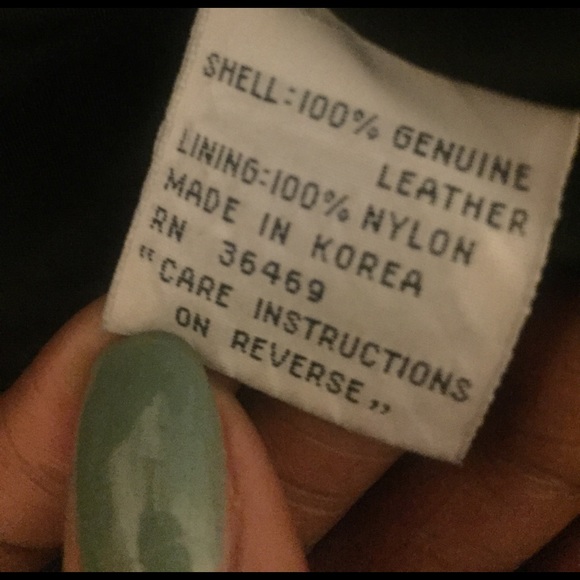 SHELL:100% GENUINE
LEATHER
LINING:100% NYLON
MADE IN KOREA
RN 36469
"CARE INSTRUCTIONS
ON REVERSE"